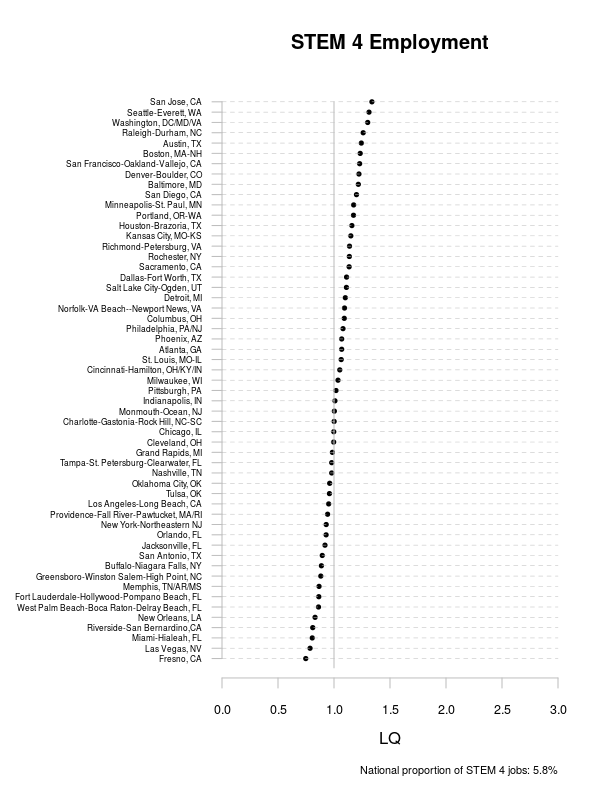 STEM 4 Employment
San Jose, CA
Seattle-Everett, WA
Washington, DC/MD/VA
Raleigh-Durham, NC
Austin, TX
Boston, MA-NH
San Francisco-Oakland-Vallejo, CA
Denver-Boulder, CO
Baltimore, MD
San Diego, CA
Minneapolis-St. Paul, MN
Portland, OR-WA
Houston-Brazoria, TX
Kansas City, MO-KS
Richmond-Petersburg, VA
Rochester, NY
Sacramento, CA
Dallas-Fort Worth, TX
Salt Lake City-Ogden, UT
Detroit, MI
Norfolk-VA Beach--Newport News, VA
Columbus, OH
Philadelphia, PA/NJ
Phoenix, AZ
Atlanta, GA
St. Louis, MO-IL
Cincinnati-Hamilton, OH/KY/IN
Milwaukee, WI
Pittsburgh, PA
Indianapolis, IN
Monmouth-Ocean, NJ
Charlotte-Gastonia-Rock Hill, NC-SC
Chicago, IL
Cleveland, OH
Grand Rapids, MI
Tampa-St. Petersburg-Clearwater, FL
Nashville, TN
Oklahoma City, OK
Tulsa, OK
Los Angeles-Long Beach, CA
Providence-Fall River-Pawtucket, MA/RI
New York-Northeastern NJ
Orlando, FL
Jacksonville, FL
San Antonio, TX
Buffalo-Niagara Falls, NY
Greensboro-Winston Salem-High Point, NC
Memphis, TN/AR/MS
Fort Lauderdale-Hollywood-Pompano Beach, FL
West Palm Beach-Boca Raton-Delray Beach, FL
New Orleans, LA
Riverside-San Bernardino,CA
Miami-Hialeah, FL
Las Vegas, NV
Fresno, CA
0.0 0.5 1.0 1.5 2.0 2.5 3.0
LQ
National proportion of STEM 4 jobs: 5.8%